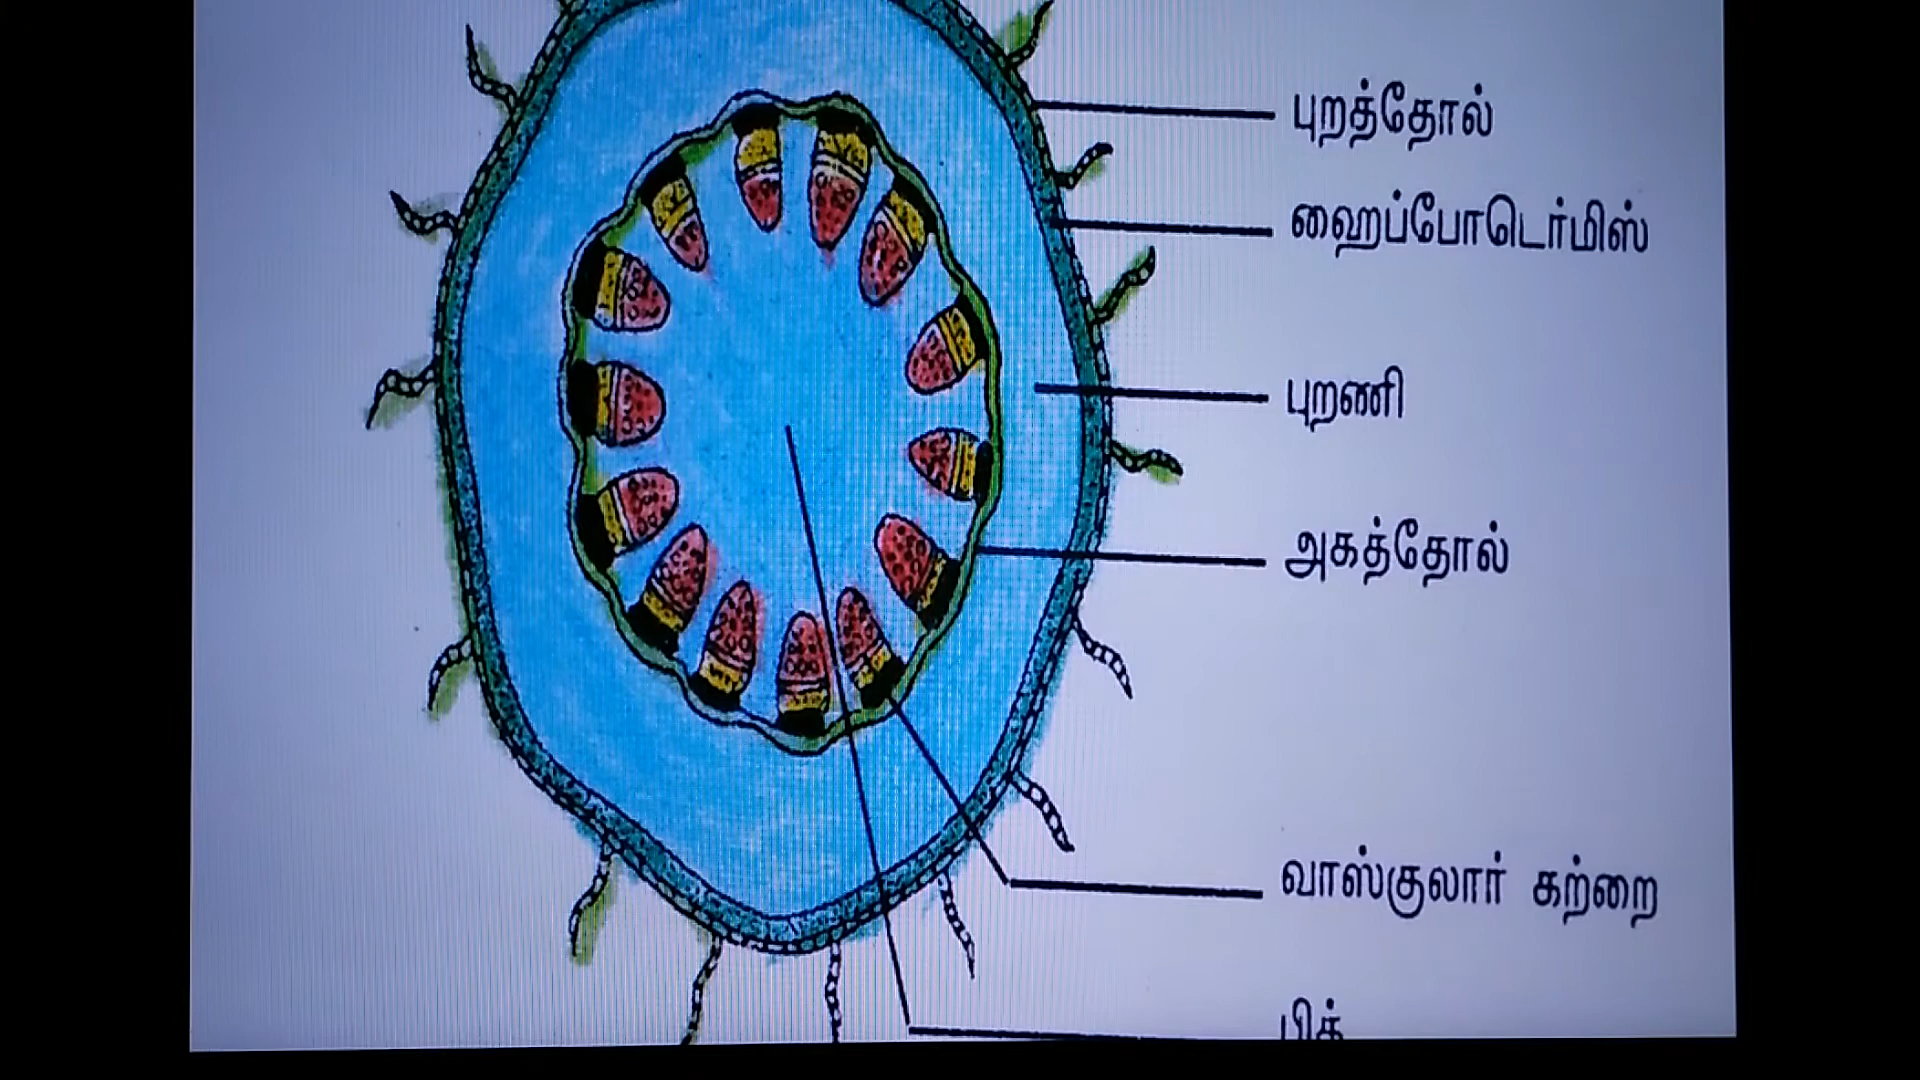 புறத்தோல்
ஹைப்போடெர்மிஸ்
புறணி
அகத்தோல்
வாஸ்குலார் கற்றை